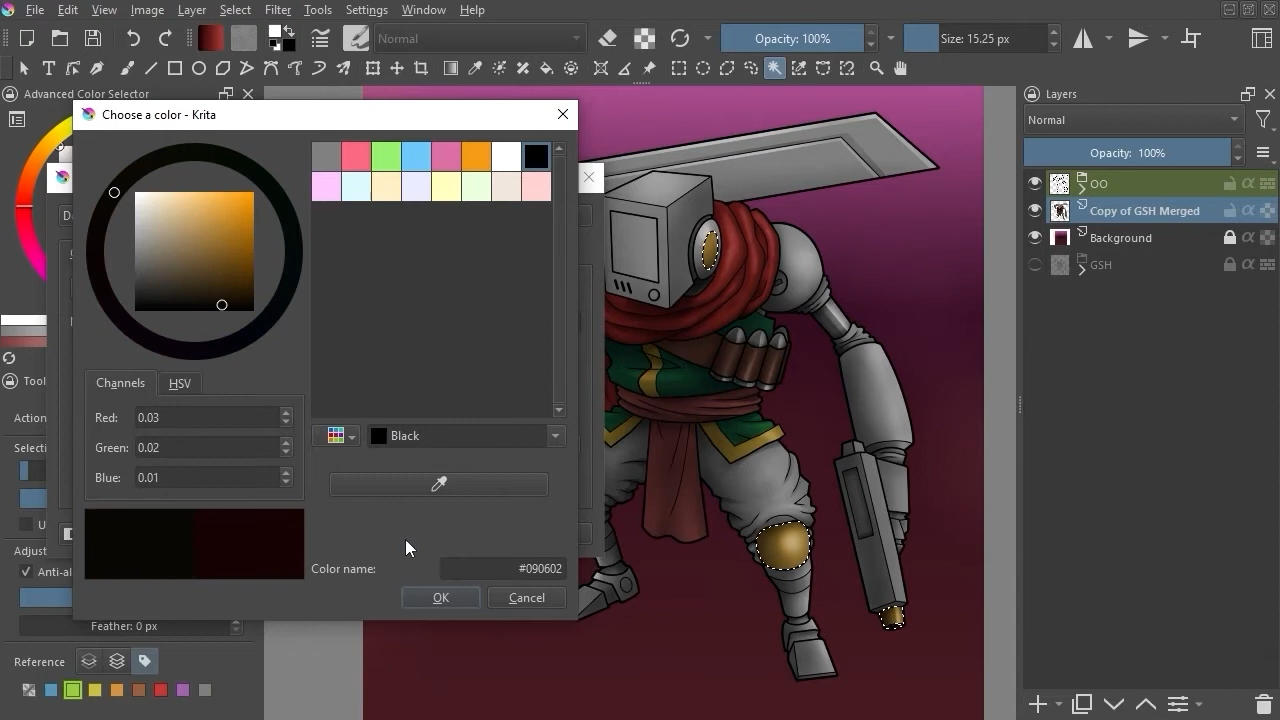 File Edit View Image Layer Select Filter Tools Settings Window Help
Normal
Opacity: 100%
Size: 15.25 px
Advanced Color Selector
Choose a color - Krita
Channels
HSV
Red: 0.03
Green: 0.02
Blue: 0.01
Black
Color name:
#090602
OK
Cancel
Tool
Action
Selecti
U
Adjust
Anti-al
Feather: 0 px
Reference
Layers
Normal
Opacity: 100%
OO
Copy of GSH Merged
Background
GSH